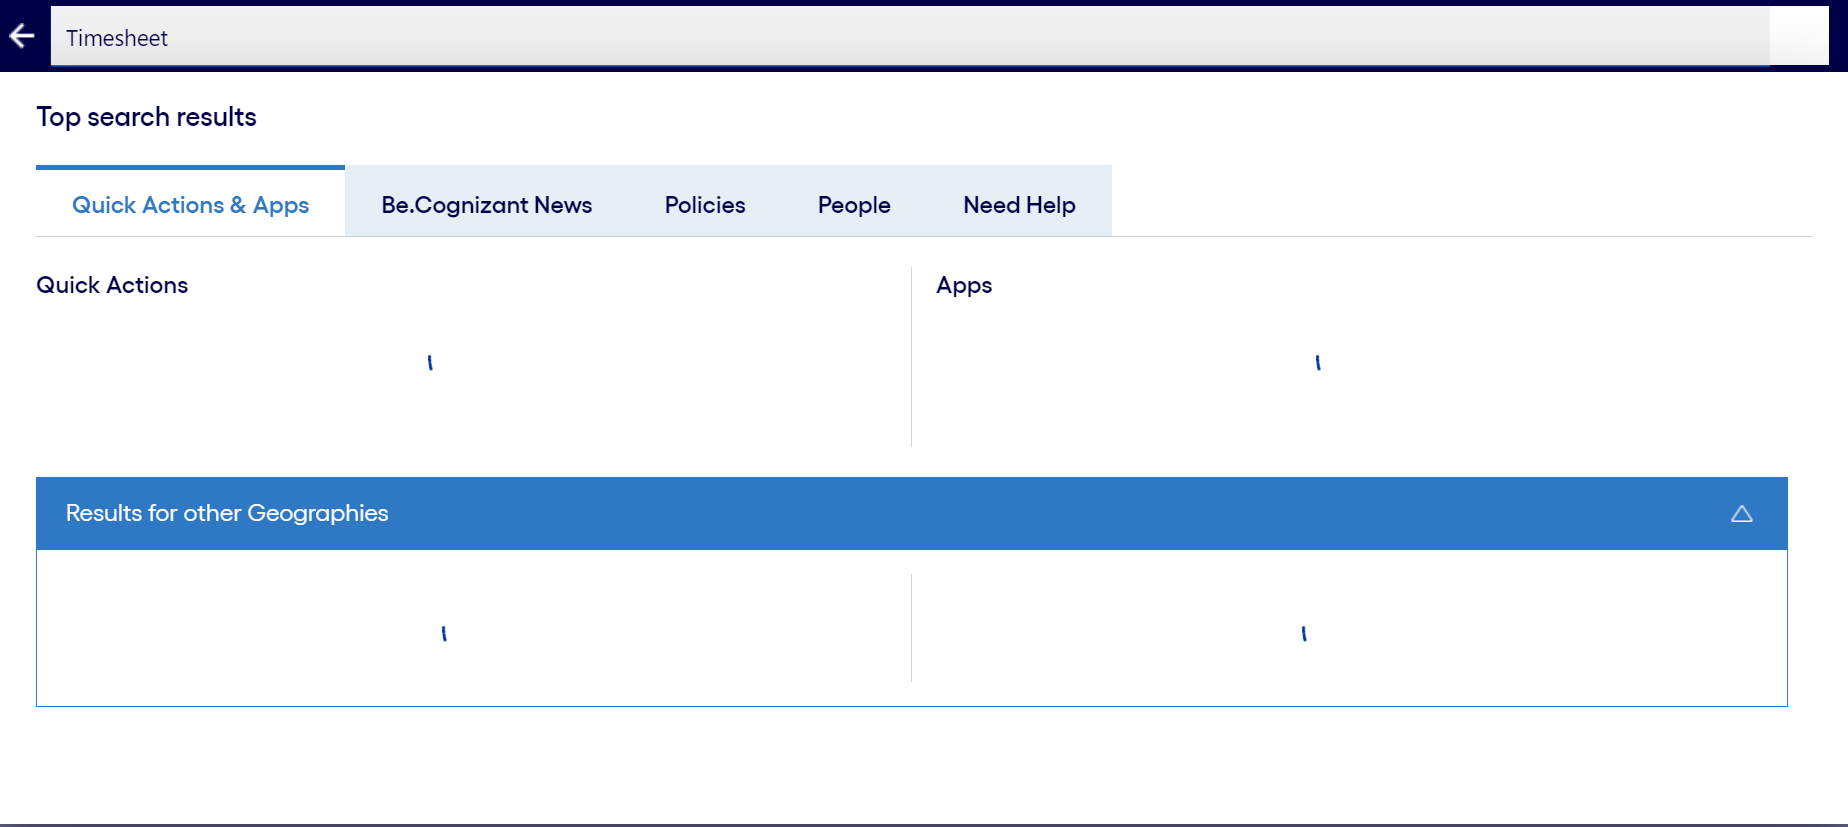 Timesheet
Top search results
Quick Actions & Apps Be.Cognizant News Policies People Need Help
Quick Actions Apps
Results for other Geographies